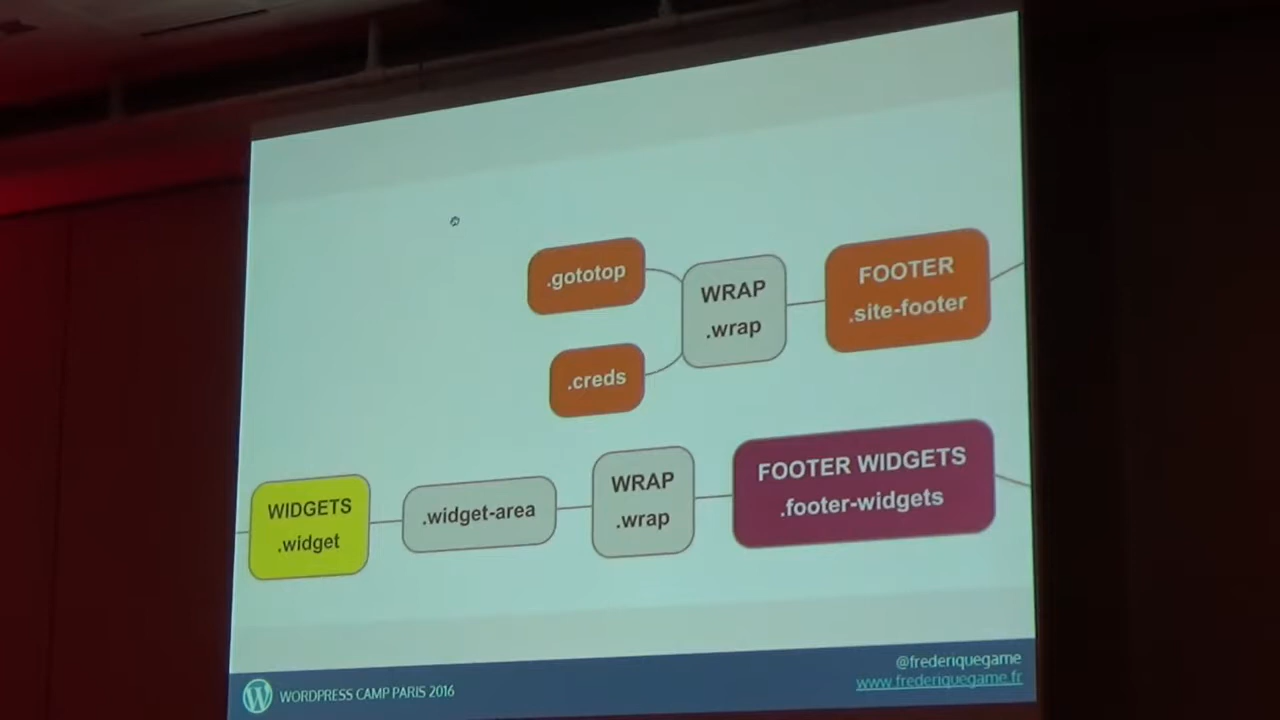 .gototop
WRAP
.wrap
FOOTER
.site-footer
.creds
WIDGETS
.widget
.widget-area
WRAP
.wrap
FOOTER WIDGETS
.footer-widgets
WORDPRESS CAMP PARIS 2016
@frederiquegame
www.frederiquegame.fr